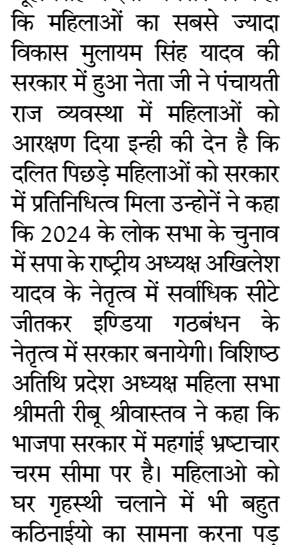 कि महिलाओं का सबसे ज्यादा
विकास मुलायम सिंह यादव की
सरकार में हुआ नेता जी ने पंचायती
राज व्यवस्था में महिलाओं को
आरक्षण दिया इन्ही की देन है कि
दलित पिछड़े महिलाओं को सरकार
में प्रतिनिधित्व मिला उन्होनें ने कहा
कि 2024 के लोक सभा के चुनाव
में सपा के राष्ट्रीय अध्यक्ष अखिलेश
यादव के नेतृत्व में सर्वाधिक सीटे
जीतकर इण्डिया गठबंधन के
नेतृत्व में सरकार बनायेगी। विशिष्ठ
अतिथि प्रदेश अध्यक्ष महिला सभा
श्रीमती रीबू श्रीवास्तव ने कहा कि
भाजपा सरकार में महगांई भ्रष्टाचार
चरम सीमा पर है। महिलाओ को
घर गृहस्थी चलाने में भी बहुत
कठिनाईयो का सामना करना पड़